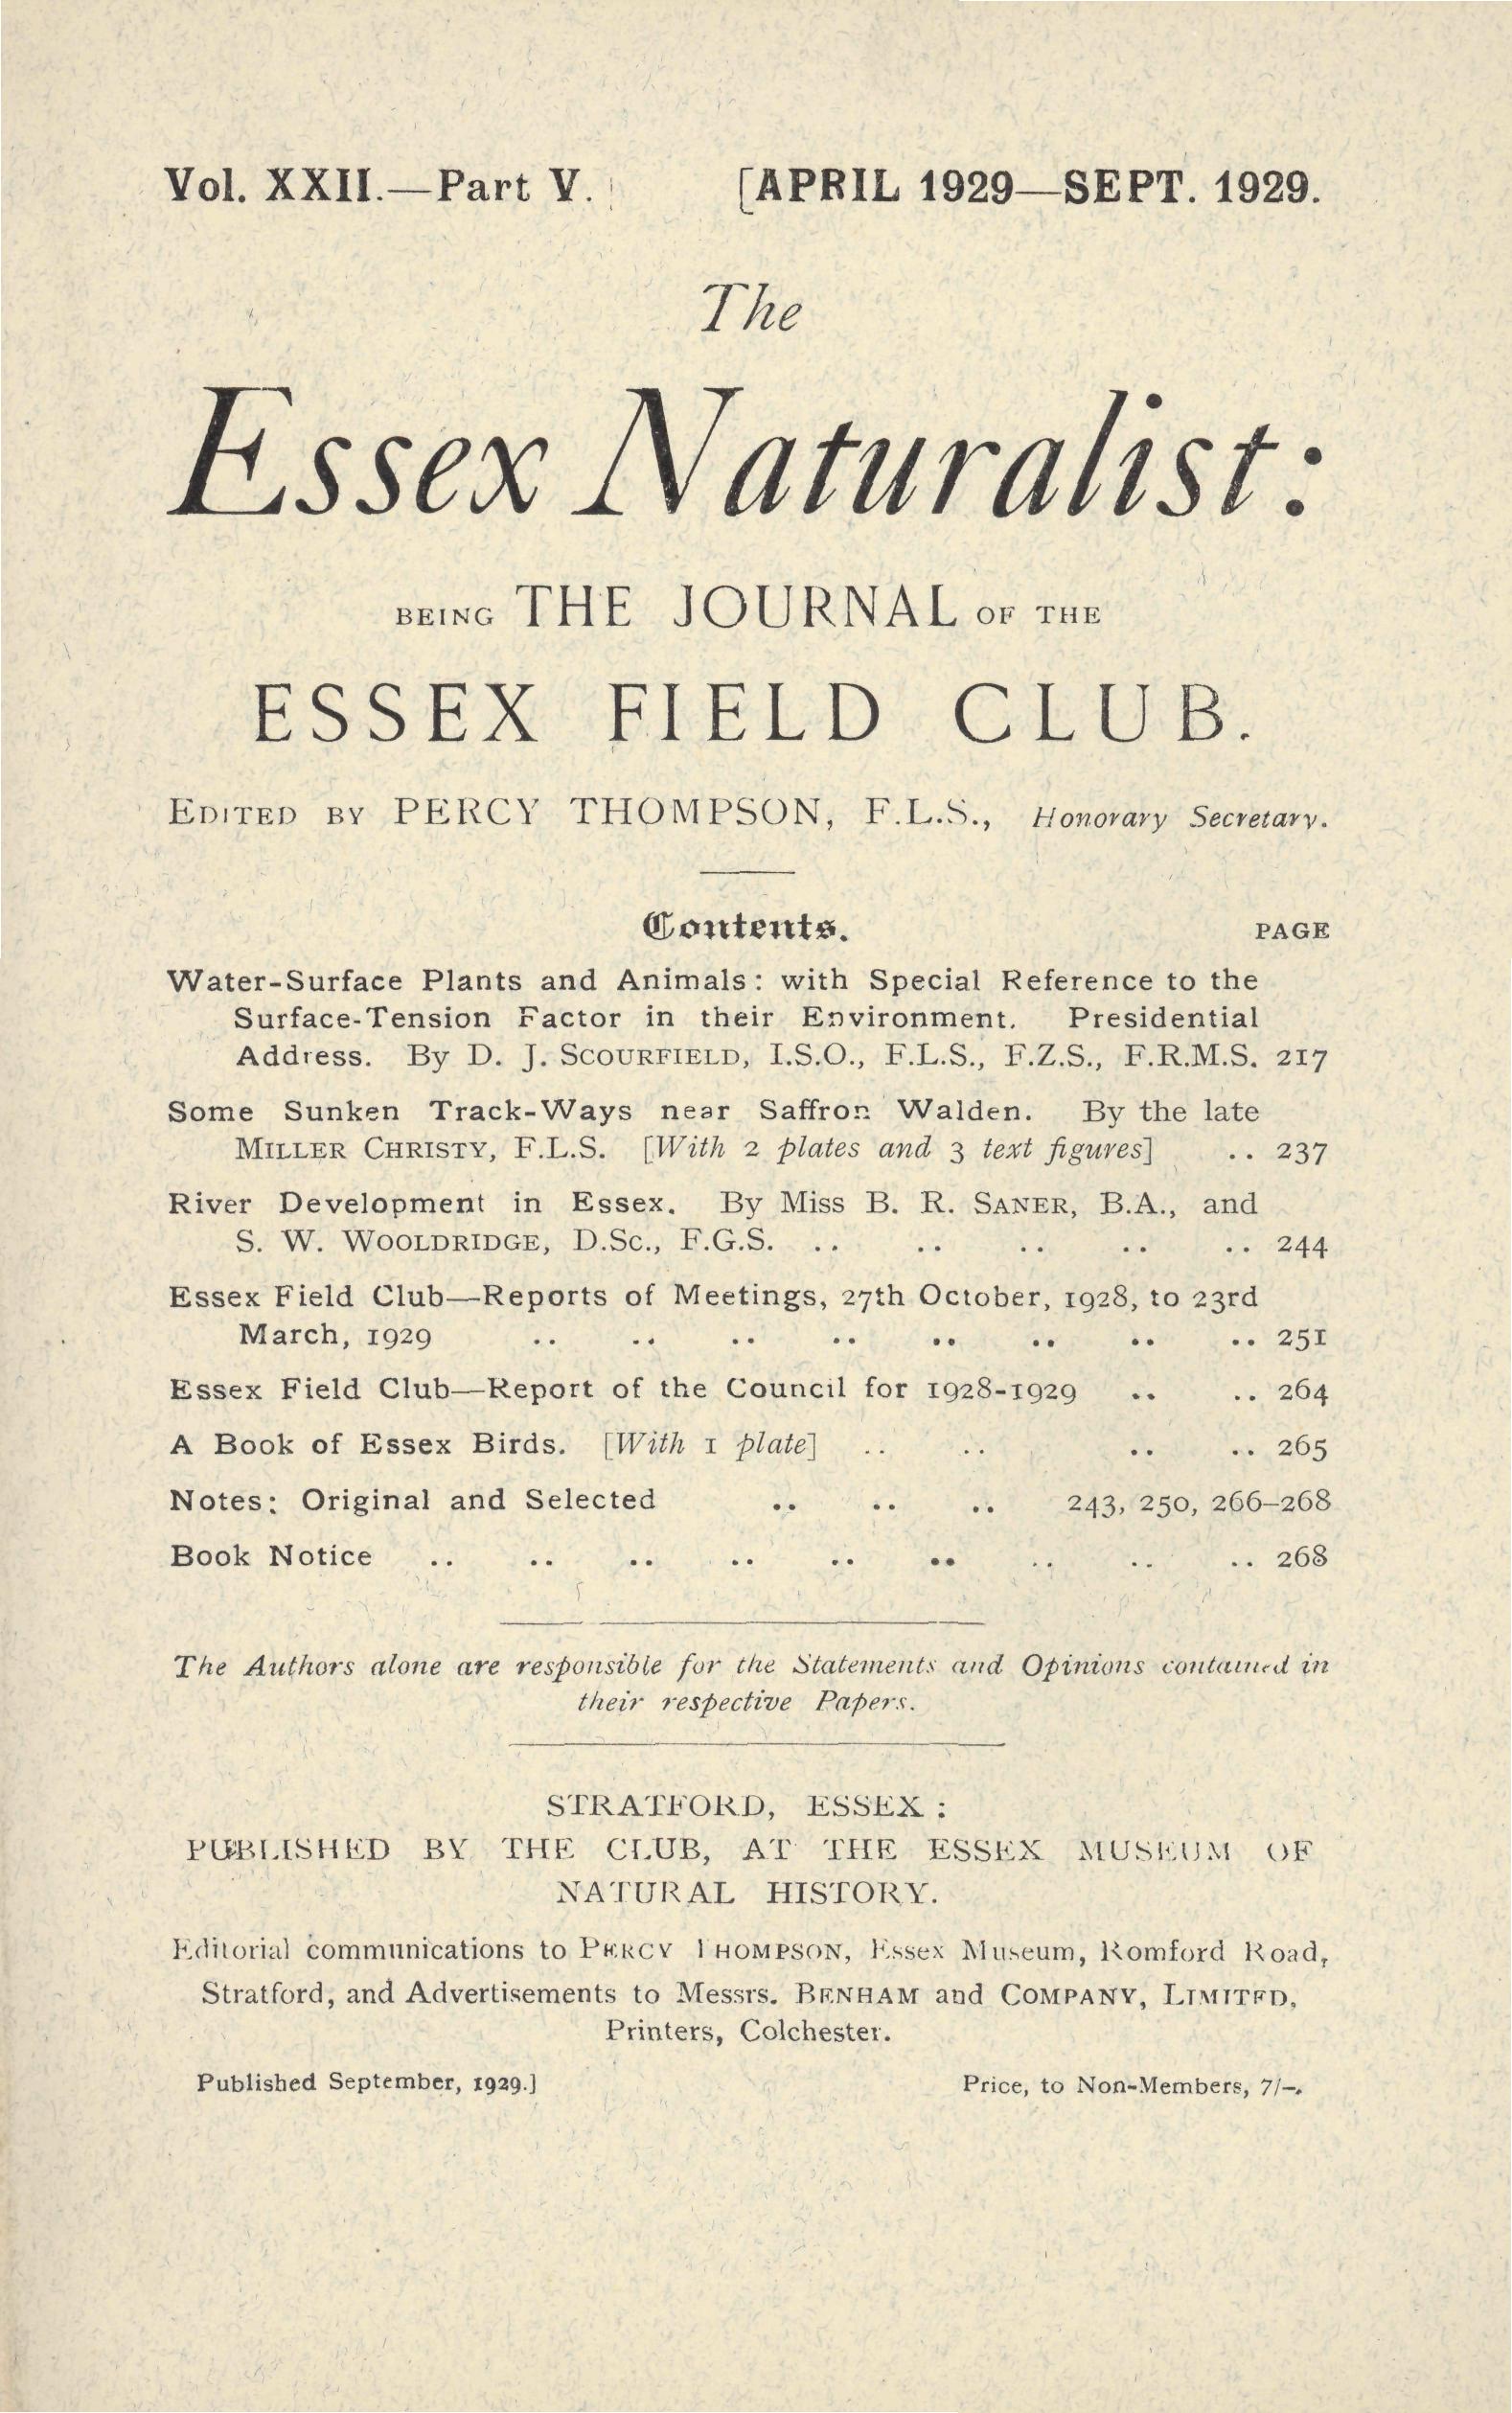 Vol. XXII.—Part V. [APRIL 1929—SEPT. 1929.
The
Essex Naturalist:
BEING THE JOURNAL OF THE
ESSEX FIELD CLUB.
EDITED BY PERCY THOMPSON, F.L.S., Honorary Secretary.
Contents. PAGE
Water-Surface Plants and Animals: with Special Reference to the
Surface-Tension Factor in their Environment. Presidential
Address. By D. J. SCOURFIELD, I.S.O., F.L.S., F.Z.S., F.R.M.S. 217
Some Sunken Track-Ways near Saffron Walden. By the late
MILLER CHRISTY, F.L.S. [With 2 plates and 3 text figures] .. 237
River Development in Essex. By Miss B. R. SANER, B.A., and
S. W. WOOLDRIDGE, D.Sc., F.G.S. .. .. .. .. .. 244
Essex Field Club—Reports of Meetings, 27th October, 1928, to 23rd
March, 1929 .. .. .. .. .. .. .. .. 251
Essex Field Club—Report of the Council for 1928-1929 .. .. 264
A Book of Essex Birds. [With 1 plate] .. .. .. .. 265
Notes: Original and Selected .. .. .. 243, 250, 266–268
Book Notice .. .. .. .. .. .. .. .. .. 268
The Authors alone are responsible for the Statements and Opinions contained in
their respective Papers.
STRATFORD, ESSEX:
PUBLISHED BY THE CLUB, AT THE ESSEX MUSEUM OF
NATURAL HISTORY.
Editorial communications to PERCY THOMPSON, Essex Museum, Romford Road,
Stratford, and Advertisements to Messrs. BENHAM and COMPANY, LIMITED,
Printers, Colchester.
Published September, 1929.] Price, to Non-Members, 7/–.